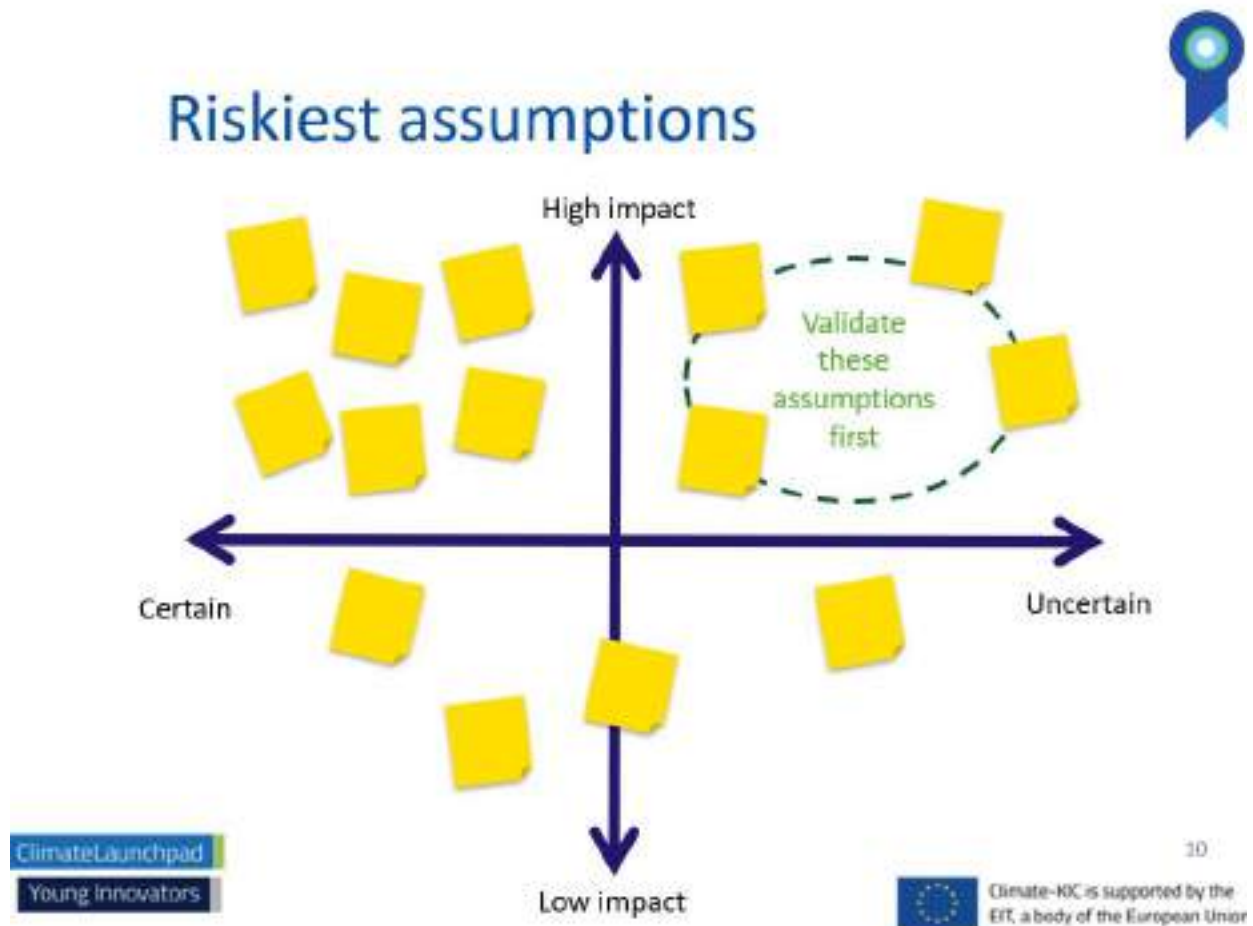 Riskiest assumptions
High impact
Validate
these
assumptions
first
Certain
Uncertain
Low impact
ClimateLaunchpad
Young Innovators
10
Climate-KIC is supported by the
EIT, a body of the European Union